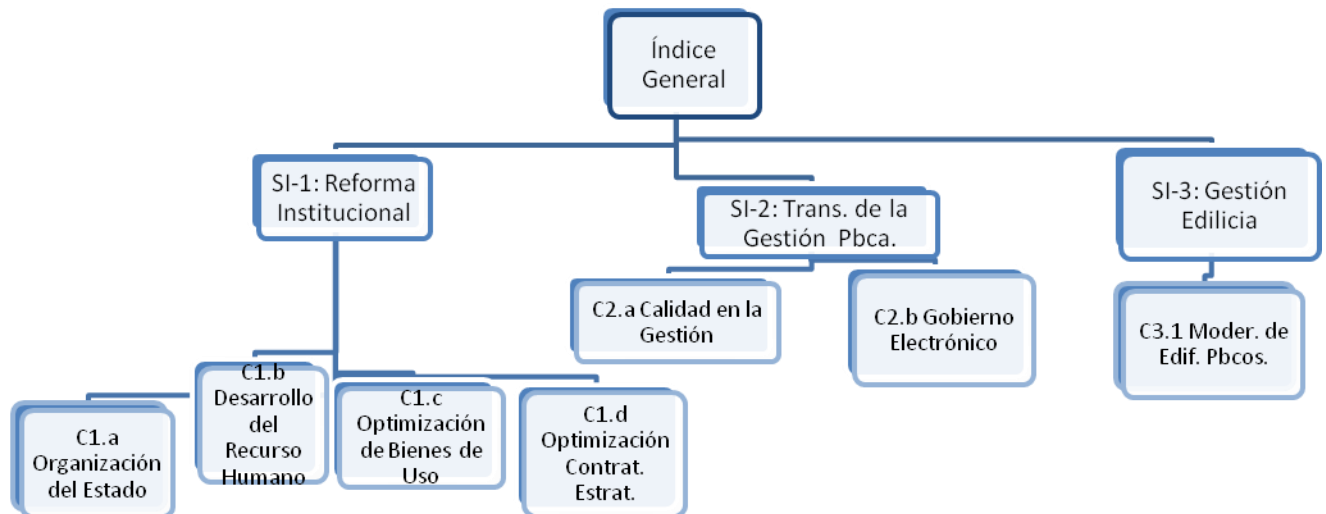 Índice
General
SI-1: Reforma
Institucional
SI-2: Trans. de la
Gestión Pbca.
SI-3: Gestión
Edilicia
C2.a Calidad en la
Gestión
C2.b Gobierno
Electrónico
C3.1 Moder. de
Edif. Pbcos.
C1.a
Organización
del Estado
C1.b
Desarrollo
del
Recurso
Humano
C1.c
Optimización
de Bienes de
Uso
C1.d
Optimización
Contrat.
Estrat.